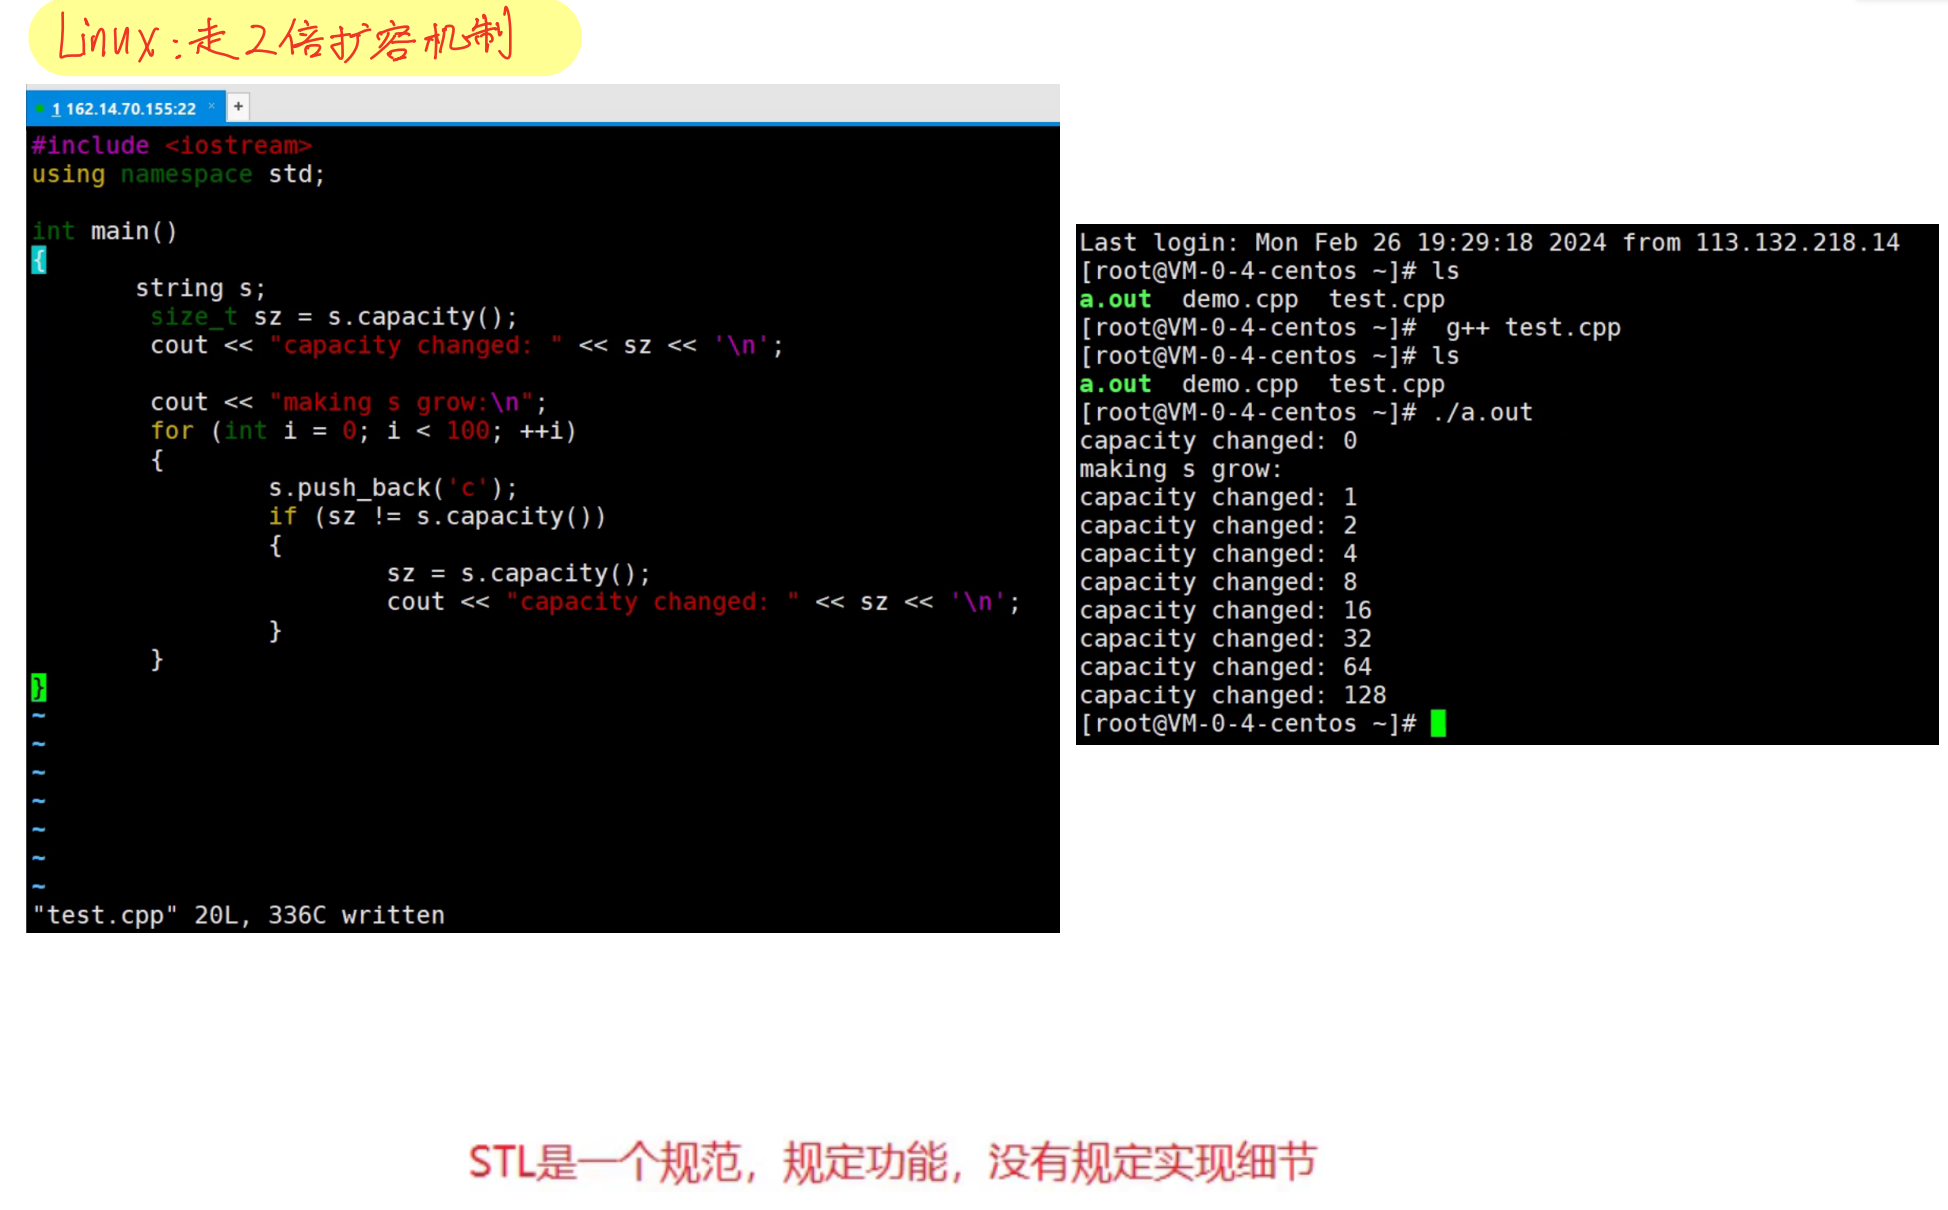 Linux:走2倍扩容机制
1 162.14.70.155:22 × +
#include <iostream>
using namespace std;
int main()
{
string s;
size_t sz = s.capacity();
cout << "capacity changed: " << sz << '\n';
cout << "making s grow:\n";
for (int i = 0; i < 100; ++i)
{
s.push_back('c');
if (sz != s.capacity())
{
sz = s.capacity();
cout << "capacity changed: " << sz << '\n';
}
}
}
~
~
~
~
~
~
~
"test.cpp" 20L, 336C written
Last login: Mon Feb 26 19:29:18 2024 from 113.132.218.14
[root@VM-0-4-centos ~]# ls
a.out demo.cpp test.cpp
[root@VM-0-4-centos ~]# g++ test.cpp
[root@VM-0-4-centos ~]# ls
a.out demo.cpp test.cpp
[root@VM-0-4-centos ~]# ./a.out
capacity changed: 0
making s grow:
capacity changed: 1
capacity changed: 2
capacity changed: 4
capacity changed: 8
capacity changed: 16
capacity changed: 32
capacity changed: 64
capacity changed: 128
[root@VM-0-4-centos ~]#
STL是一个规范，规定功能，没有规定实现细节